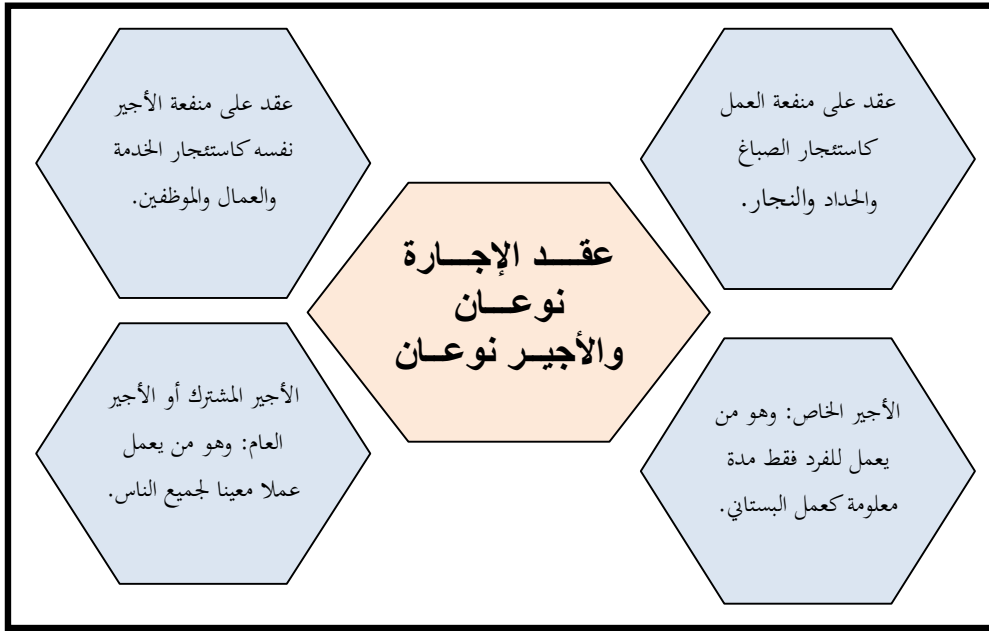 عقد الإجارة
نوعان
والأجير نوعان
عقد على منفعة العمل
كاستئجار الصباغ
والحداد والنجار.
عقد على منفعة الأجير
نفسه كاستئجار الخدمة
والعمال والموظفين.
الأجير الخاص: وهو من
يعمل للفرد فقط مدة
معلومة كعمل البستاني.
الأجير المشترك أو الأجير
العام: وهو من يعمل
عملا معينا لجميع الناس.